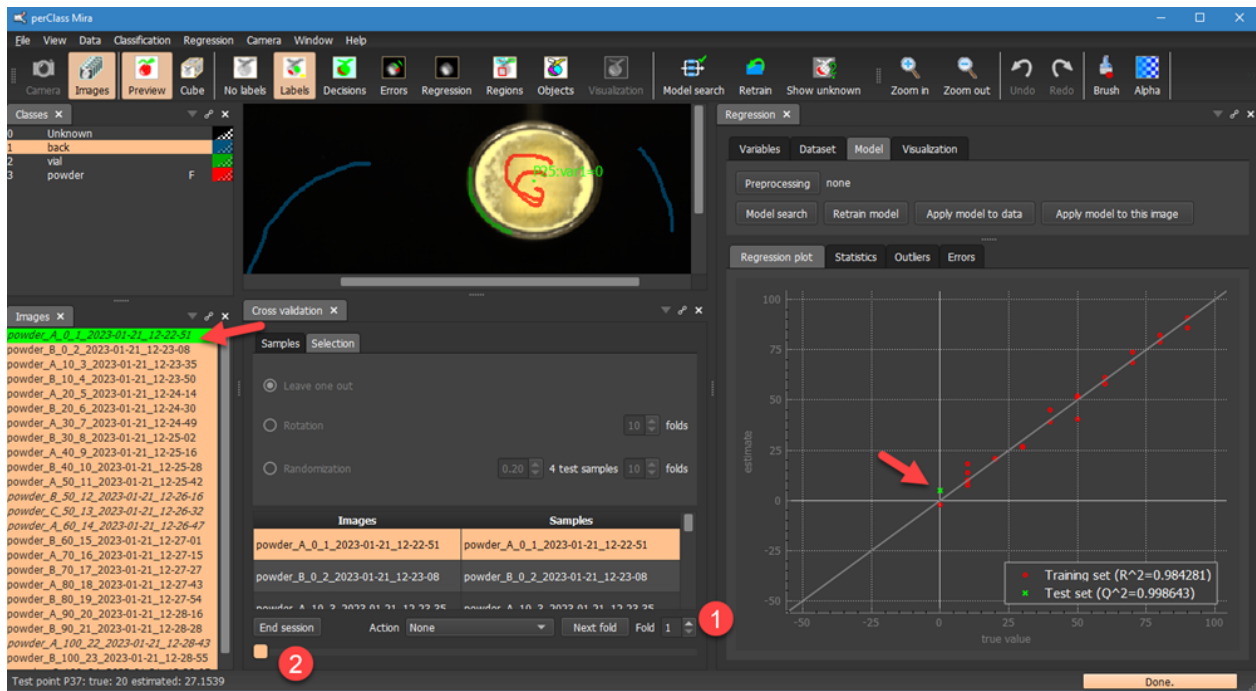 perClass Mira
File View Data Classification Regression Camera Window Help
Camera Images Preview Cube No labels Labels Decisions Errors Regression Regions Objects Visualization Model search Retrain Show unknown Zoom in Zoom out Undo Redo Brush Alpha
Classes
0 Unknown
1 back
2 vial
3 powder F
P25:var1=0
Images
powder_A_0_1_2023-01-21_12-22-51
powder_B_0_2_2023-01-21_12-23-08
powder_A_10_3_2023-01-21_12-23-35
powder_B_10_4_2023-01-21_12-23-50
powder_A_20_5_2023-01-21_12-24-14
powder_B_20_6_2023-01-21_12-24-30
powder_A_30_7_2023-01-21_12-24-49
powder_B_30_8_2023-01-21_12-25-02
powder_A_40_9_2023-01-21_12-25-16
powder_B_40_10_2023-01-21_12-25-28
powder_A_50_11_2023-01-21_12-25-42
powder_B_50_12_2023-01-21_12-26-16
powder_C_50_13_2023-01-21_12-26-32
powder_A_60_14_2023-01-21_12-26-47
powder_B_60_15_2023-01-21_12-27-01
powder_A_70_16_2023-01-21_12-27-15
powder_B_70_17_2023-01-21_12-27-27
powder_A_80_18_2023-01-21_12-27-43
powder_B_80_19_2023-01-21_12-27-54
powder_A_90_20_2023-01-21_12-28-16
powder_B_90_21_2023-01-21_12-28-28
powder_A_100_22_2023-01-21_12-28-43
powder_B_100_23_2023-01-21_12-28-55
Cross validation
Samples Selection
Leave one out
Rotation 10 folds
Randomization 0.20 4 test samples 10 folds
Images Samples
powder_A_0_1_2023-01-21_12-22-51 powder_A_0_1_2023-01-21_12-22-51
powder_B_0_2_2023-01-21_12-23-08 powder_B_0_2_2023-01-21_12-23-08
powder_A_10_3_2023-01-21_12-23-35 powder_A_10_3_2023-01-21_12-23-35
End session Action None Next fold Fold 1
1
2
Regression
Variables Dataset Model Visualization
Preprocessing none
Model search Retrain model Apply model to data Apply model to this image
Regression plot Statistics Outliers Errors
100
75
50
25
0
-25
-50
estimate
-50 -25 0 25 50 75 100
true value
Training set (R^2=0.984281)
Test set (Q^2=0.998643)
Test point P37: true: 20 estimated: 27.1539
Done.